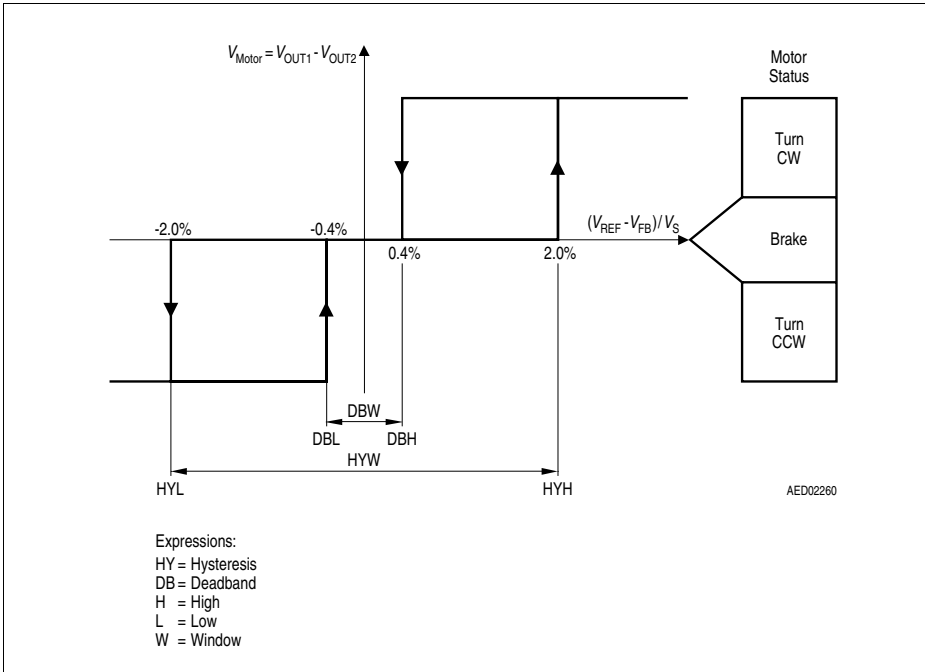 V_Motor = V_OUT1 - V_OUT2
Motor
Status
Turn
CW
Brake
Turn
CCW
(V_REF - V_FB) / V_S
-2.0%
-0.4%
0.4%
2.0%
DBW
DBL
DBH
HYW
HYL
HYH
AED02260
Expressions:
HY = Hysteresis
DB = Deadband
H = High
L = Low
W = Window